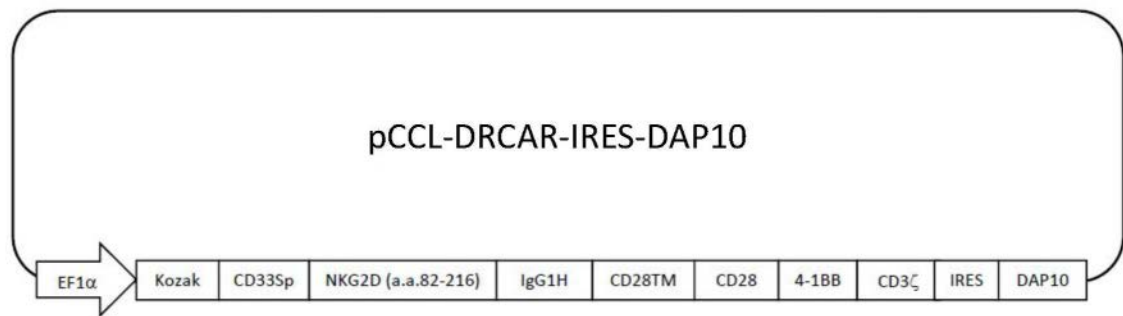 pCCL-DRCAR-IRES-DAP10
EF1α Kozak CD33Sp NKG2D (a.a.82-216) IgG1H CD28TM CD28 4-1BB CD3ζ IRES DAP10